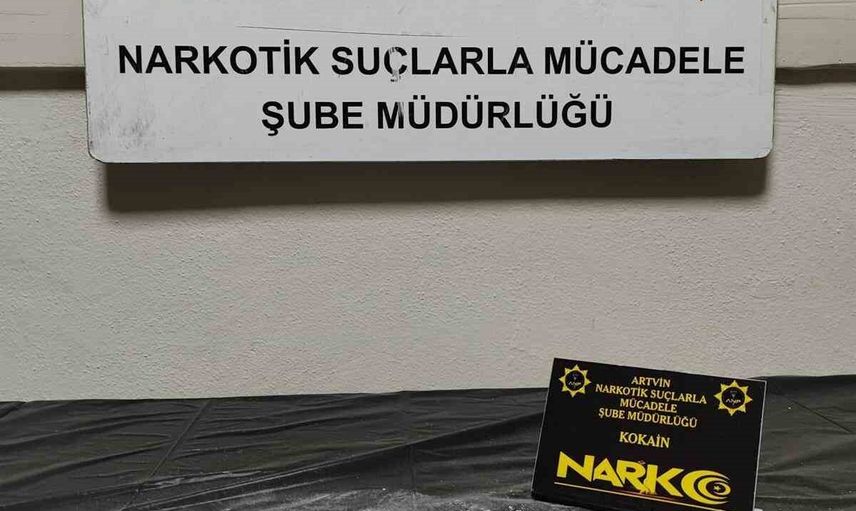 NARKOTİK SUÇLARLA MÜCADELE
ŞUBE MÜDÜRLÜĞÜ
ARTVİN
NARKOTİK SUÇLARLA
MÜCADELE
ŞUBE MÜDÜRLÜĞÜ
KOKAİN
NARKO